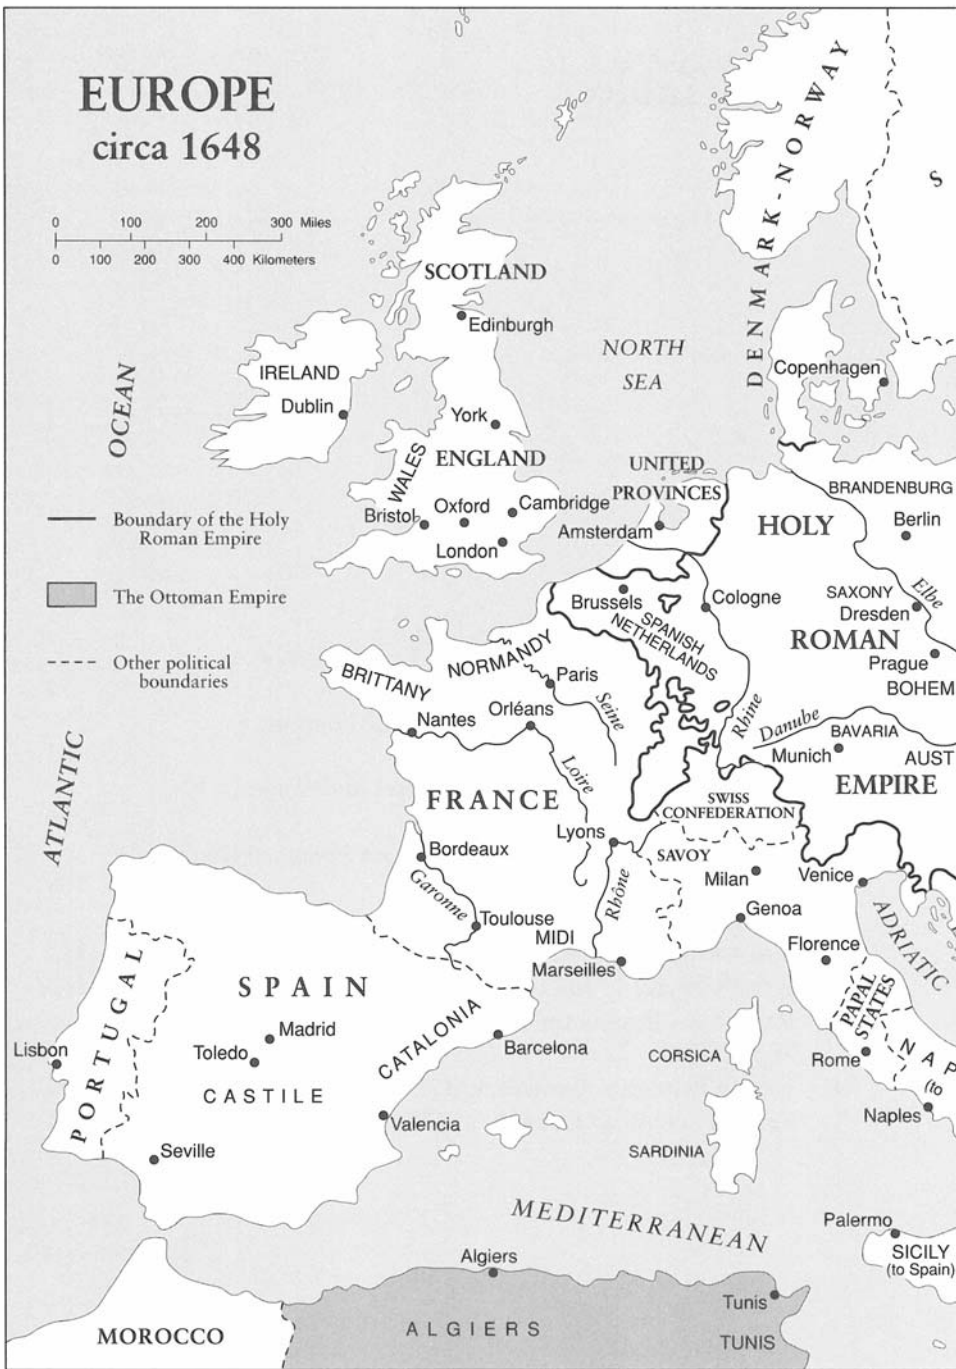 EUROPE
circa 1648
0 100 200 300 Miles
0 100 200 300 400 Kilometers
DENMARK-NORWAY
S
SCOTLAND
Edinburgh
NORTH
SEA
IRELAND
Dublin
Copenhagen
OCEAN
York
WALES
ENGLAND
UNITED
PROVINCES
Bristol
Oxford
Cambridge
London
Amsterdam
HOLY
BRANDENBURG
Berlin
Boundary of the Holy
Roman Empire
The Ottoman Empire
Other political
boundaries
Brussels
SPANISH
NETHERLANDS
Cologne
SAXONY
Dresden
Elbe
ROMAN
Prague
BOHEM
NORMANDY
BRITTANY
Paris
Seine
Nantes
Orléans
Rhine
Danube
BAVARIA
Munich
AUST
EMPIRE
ATLANTIC
FRANCE
Loire
SWISS
CONFEDERATION
Lyons
SAVOY
Bordeaux
Garonne
Rhône
Milan
Venice
Toulouse
MIDI
Genoa
ADRIATIC
Marseilles
Florence
PORTUGAL
SPAIN
PAPAL
STATES
CATALONIA
Lisbon
Madrid
Toledo
Barcelona
CORSICA
Rome
NAP
(to
CASTILE
Valencia
Naples
Seville
SARDINIA
MEDITERRANEAN
Palermo
SICILY
(to Spain)
Algiers
Tunis
MOROCCO
ALGIERS
TUNIS